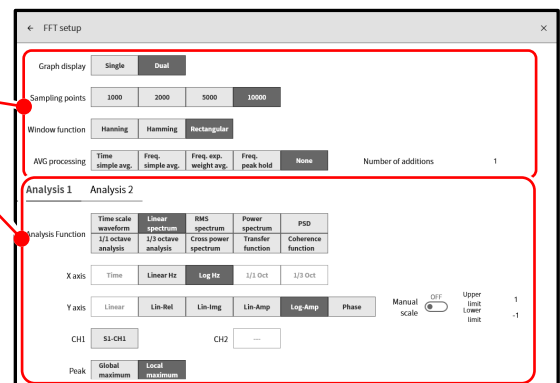 ← FFT setup ×
Graph display Single Dual
Sampling points 1000 2000 5000 10000
Window function Hanning Hamming Rectangular
AVG processing Time simple avg. Freq. simple avg. Freq. exp. weight avg. Freq. peak hold None Number of additions 1
Analysis 1 Analysis 2
Analysis Function Time scale waveform Linear spectrum RMS spectrum Power spectrum PSD
1/1 octave analysis 1/3 octave analysis Cross power spectrum Transfer function Coherence function
X axis Time Linear Hz Log Hz 1/1 Oct 1/3 Oct
Y axis Linear Lin-Rel Lin-Img Lin-Amp Log-Amp Phase Manual scale OFF Upper limit 1
Lower limit -1
CH1 S1-CH1 CH2 ---
Peak Global maximum Local maximum